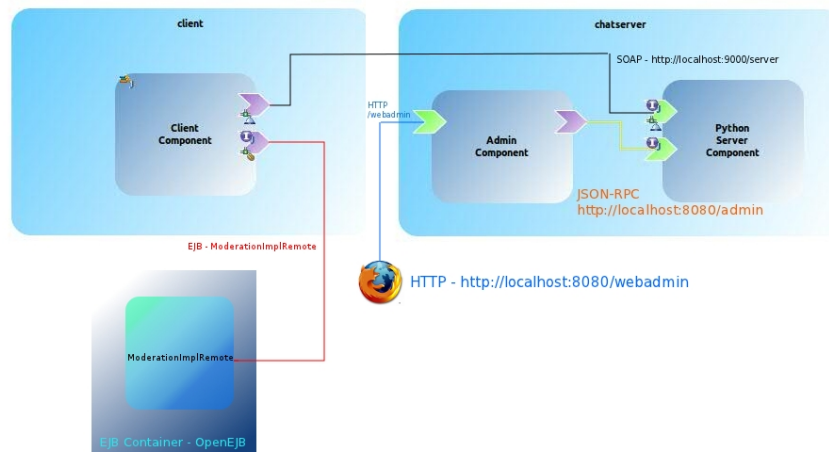 client
chatserver
SOAP - http://localhost:9000/server
HTTP
/webadmin
Client
Component
Admin
Component
Python
Server
Component
JSON-RPC
http://localhost:8080/admin
EJB - ModerationImplRemote
HTTP - http://localhost:8080/webadmin
ModerationImplRemote
EJB Container - OpenEJB